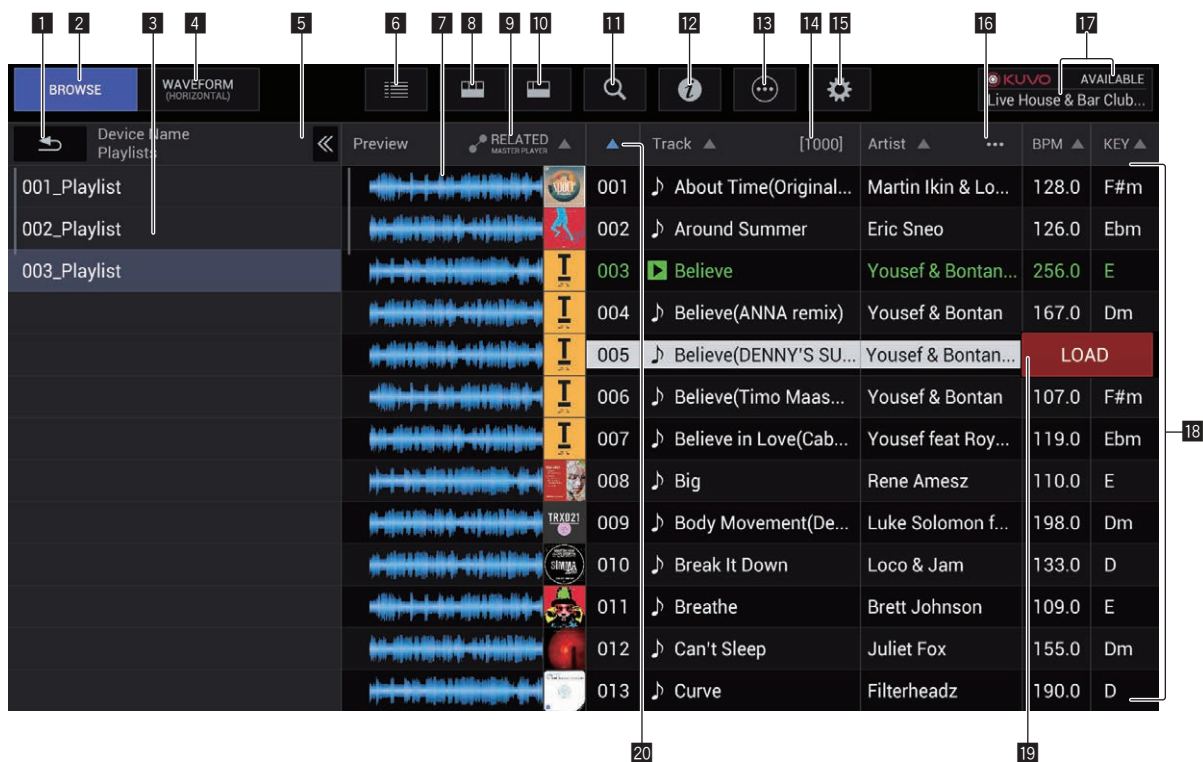 1 2 3 4 5 6 7 8 9 10 11 12 13 14 15 16 17
BROWSE
WAVEFORM
(HORIZONTAL)
i
KUVO AVAILABLE
Live House & Bar Club...
Device Name
Playlists
Preview RELATED
MASTER PLAYER
Track [1000] Artist ... BPM KEY
001_Playlist
002_Playlist
003_Playlist
001 About Time(Original... Martin Ikin & Lo... 128.0 F#m
002 Around Summer Eric Sneo 126.0 Ebm
003 Believe Yousef & Bontan... 256.0 E
004 Believe(ANNA remix) Yousef & Bontan 167.0 Dm
005 Believe(DENNY'S SU... Yousef & Bontan... LOAD
006 Believe(Timo Maas... Yousef & Bontan 107.0 F#m
007 Believe in Love(Cab... Yousef feat Roy... 119.0 Ebm
18
008 Big Rene Amesz 110.0 E
TRX021 009 Body Movement(De... Luke Solomon f... 198.0 Dm
SIMMA 010 Break It Down Loco & Jam 133.0 D
011 Breathe Brett Johnson 109.0 E
012 Can't Sleep Juliet Fox 155.0 Dm
013 Curve Filterheadz 190.0 D
20 19